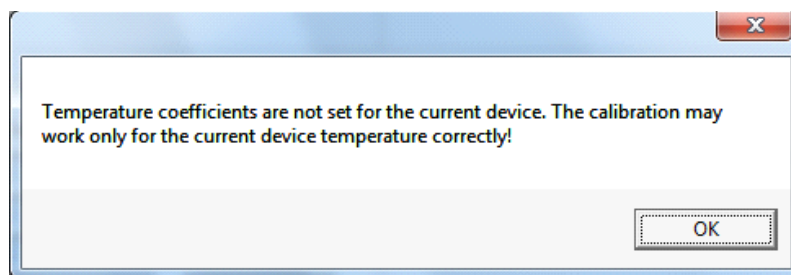 Temperature coefficients are not set for the current device. The calibration may
work only for the current device temperature correctly!
OK